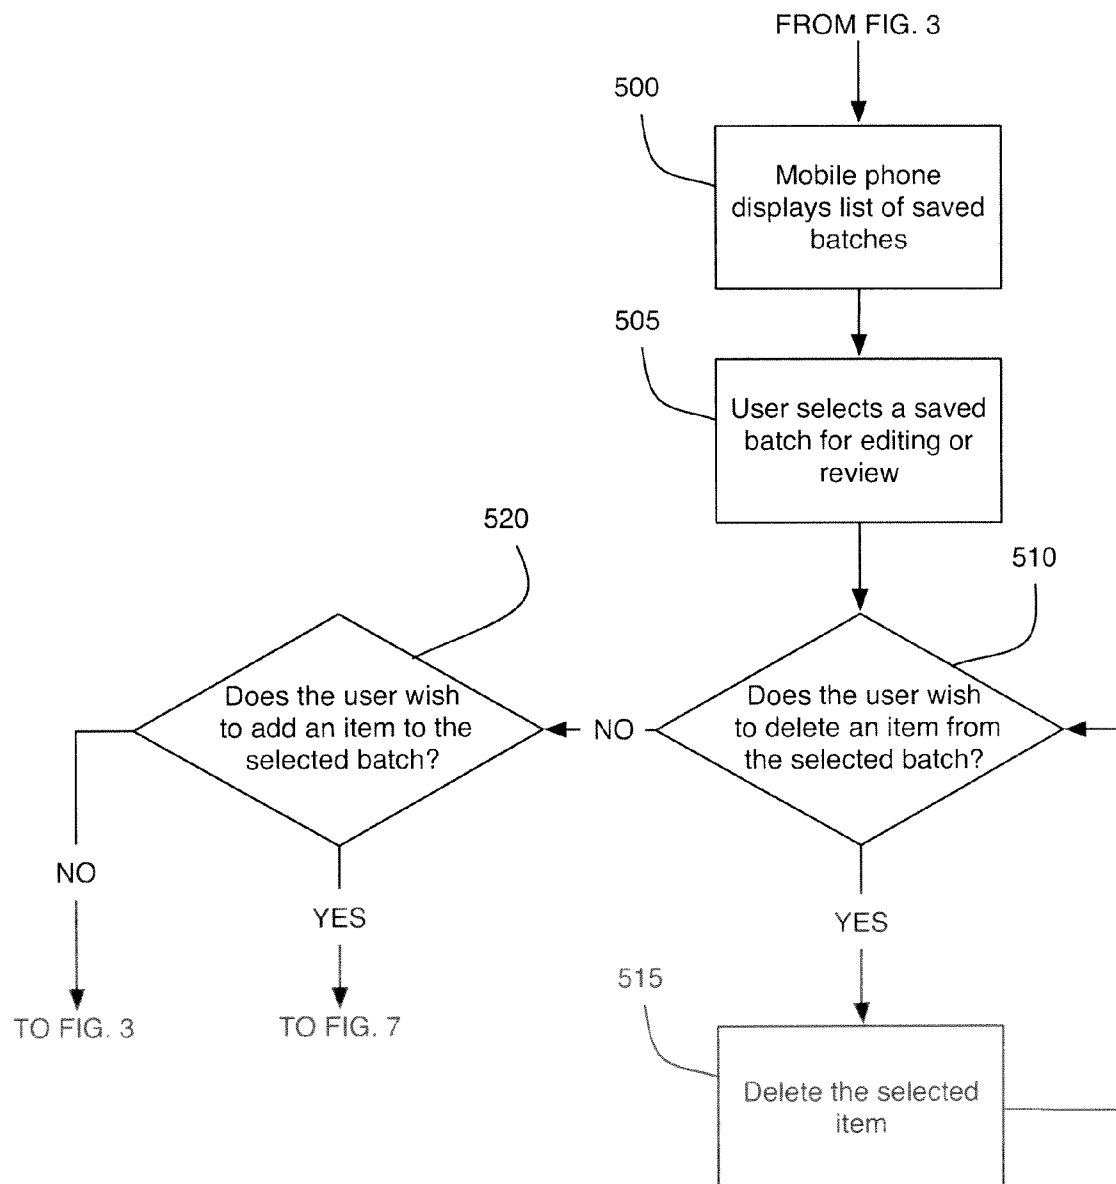 FROM FIG. 3
500
Mobile phone
displays list of saved
batches
505
User selects a saved
batch for editing or
review
520
510
Does the user wish
to add an item to the
selected batch?
NO
Does the user wish
to delete an item from
the selected batch?
NO
YES
YES
TO FIG. 3
TO FIG. 7
515
Delete the selected
item